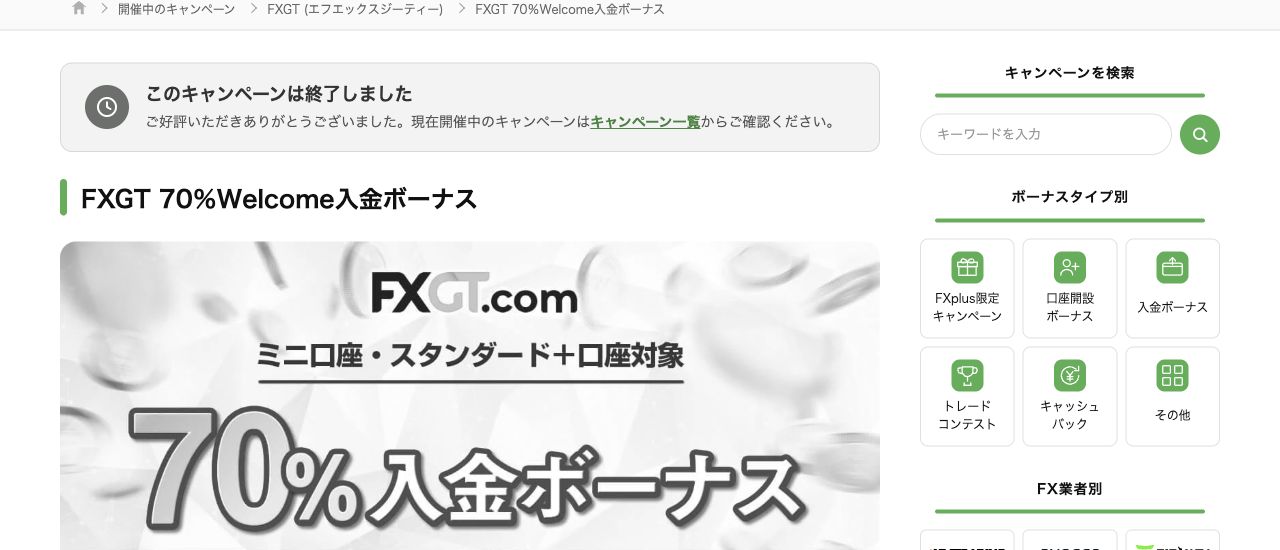 開催中のキャンペーン
FXGT (エフエックスジーティー)
FXGT 70%Welcome入金ボーナス
このキャンペーンは終了しました
ご好評いただきありがとうございました。現在開催中のキャンペーンはキャンペーン一覧からご確認ください。
FXGT 70%Welcome入金ボーナス
FXGT.com
ミニ口座・スタンダード＋口座対象
70%入金ボーナス
キャンペーンを検索
キーワードを入力
ボーナスタイプ別
FXplus限定
キャンペーン
口座開設
ボーナス
入金ボーナス
トレード
コンテスト
キャッシュ
バック
その他
FX業者別